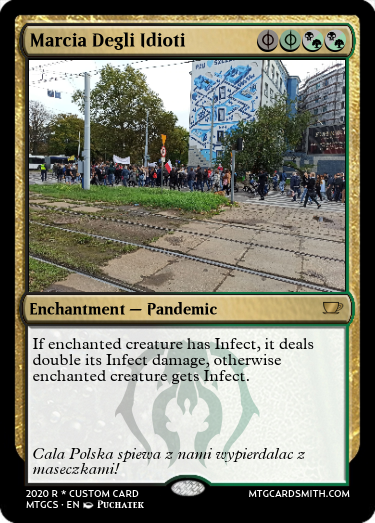 Marcia Degli Idioti
Enchantment — Pandemic
If enchanted creature has Infect, it deals
double its Infect damage, otherwise
enchanted creature gets Infect.
Cala Polska spiewa z nami wypierdalac z
maseczkami!
2020 R * CUSTOM CARD
MTGCS · EN PUCHATEK
MTGCARDSMITH.COM